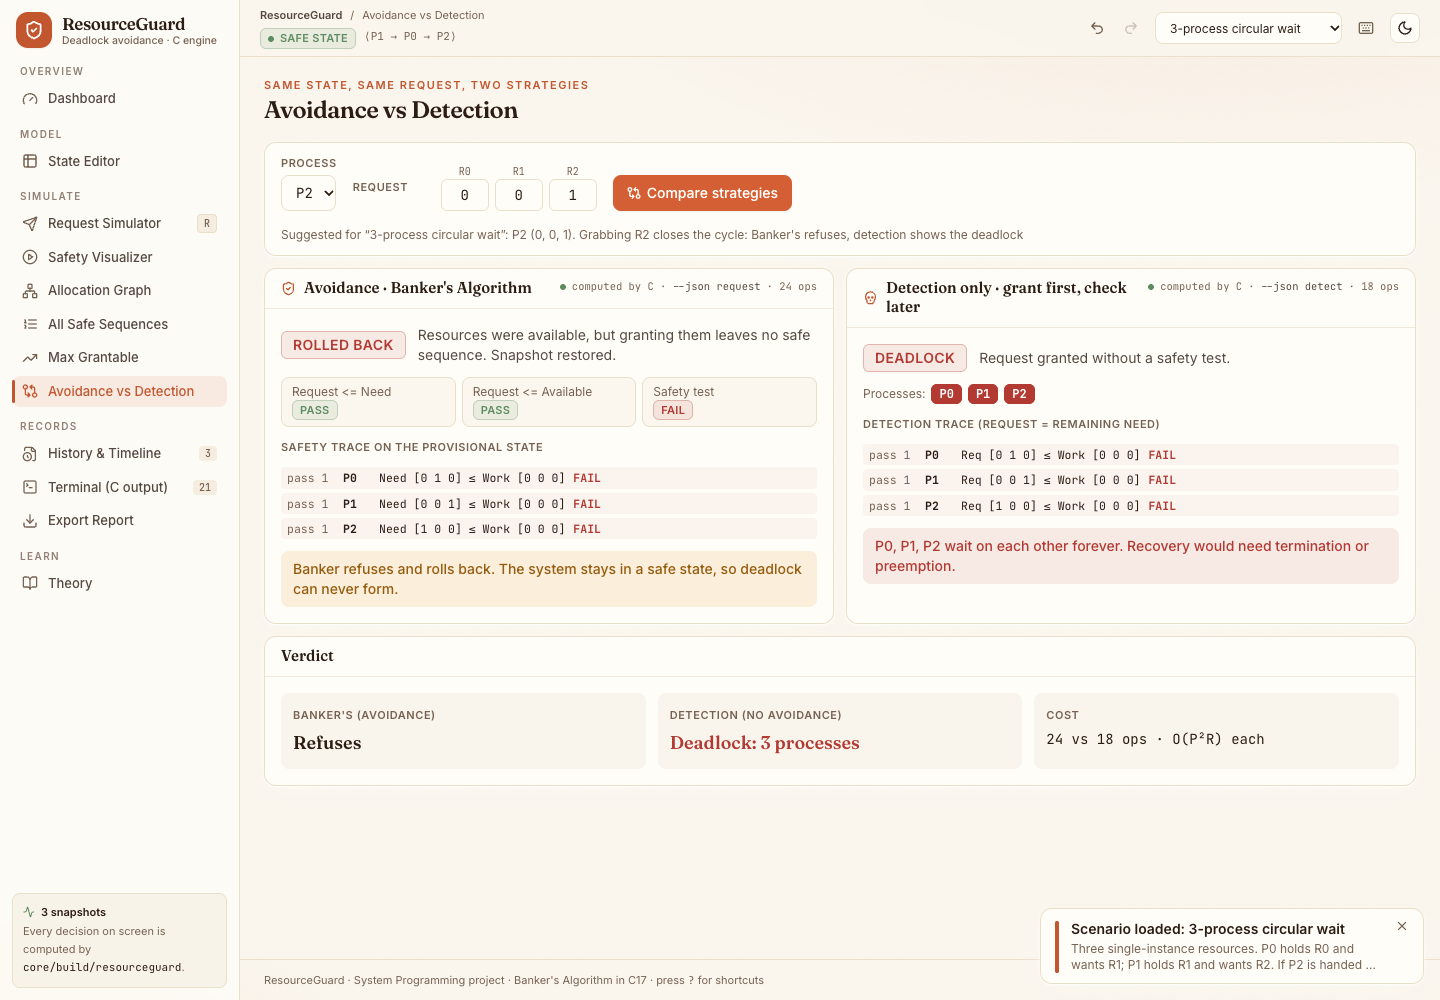 ResourceGuard
Deadlock avoidance · C engine
OVERVIEW
Dashboard
MODEL
State Editor
SIMULATE
Request Simulator R
Safety Visualizer
Allocation Graph
All Safe Sequences
Max Grantable
Avoidance vs Detection
RECORDS
History & Timeline 3
Terminal (C output) 21
Export Report
LEARN
Theory
3 snapshots
Every decision on screen is
computed by
core/build/resourceguard.
ResourceGuard / Avoidance vs Detection
SAFE STATE ⟨P1 → P0 → P2⟩
3-process circular wait
SAME STATE, SAME REQUEST, TWO STRATEGIES
Avoidance vs Detection
PROCESS
P2
REQUEST
R0 R1 R2
0 0 1
Compare strategies
Suggested for “3-process circular wait”: P2 (0, 0, 1). Grabbing R2 closes the cycle: Banker's refuses, detection shows the deadlock
Avoidance · Banker's Algorithm
computed by C · --json request · 24 ops
ROLLED BACK
Resources were available, but granting them leaves no safe
sequence. Snapshot restored.
Request <= Need
PASS
Request <= Available
PASS
Safety test
FAIL
SAFETY TRACE ON THE PROVISIONAL STATE
pass 1 P0 Need [0 1 0] ≤ Work [0 0 0] FAIL
pass 1 P1 Need [0 0 1] ≤ Work [0 0 0] FAIL
pass 1 P2 Need [1 0 0] ≤ Work [0 0 0] FAIL
Banker refuses and rolls back. The system stays in a safe state, so deadlock
can never form.
Detection only · grant first, check
later
computed by C · --json detect · 18 ops
DEADLOCK
Request granted without a safety test.
Processes: P0 P1 P2
DETECTION TRACE (REQUEST = REMAINING NEED)
pass 1 P0 Req [0 1 0] ≤ Work [0 0 0] FAIL
pass 1 P1 Req [0 0 1] ≤ Work [0 0 0] FAIL
pass 1 P2 Req [1 0 0] ≤ Work [0 0 0] FAIL
P0, P1, P2 wait on each other forever. Recovery would need termination or
preemption.
Verdict
BANKER'S (AVOIDANCE)
Refuses
DETECTION (NO AVOIDANCE)
Deadlock: 3 processes
COST
24 vs 18 ops · O(P²R) each
Scenario loaded: 3-process circular wait
Three single-instance resources. P0 holds R0 and
wants R1; P1 holds R1 and wants R2. If P2 is handed ...
ResourceGuard · System Programming project · Banker's Algorithm in C17 · press ? for shortcuts